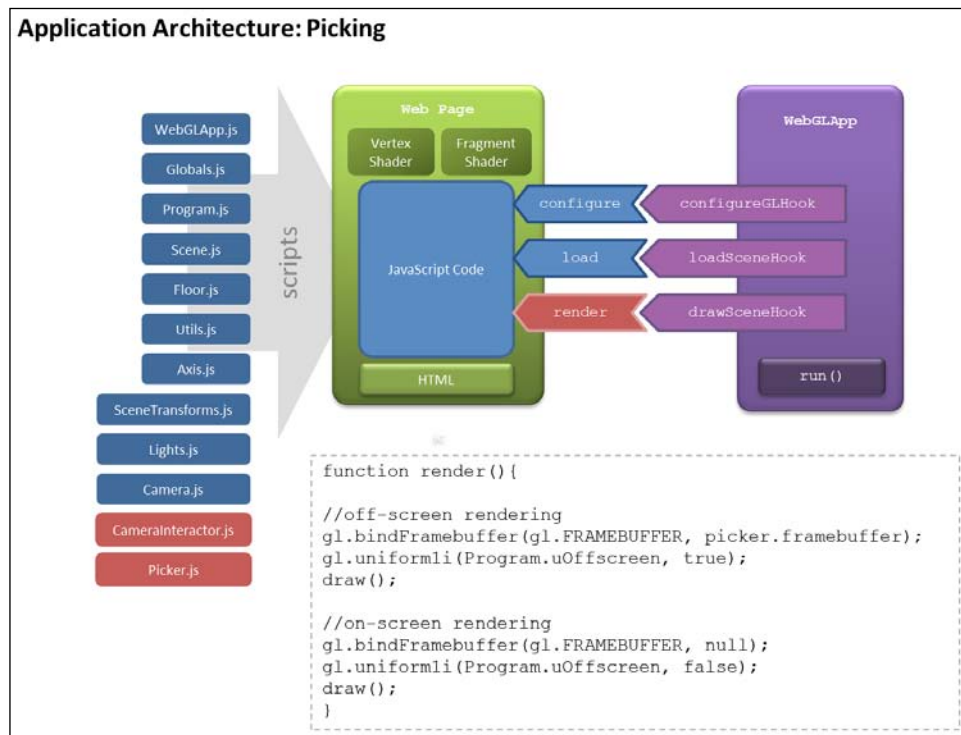 Application Architecture: Picking
WebGLApp.js
Globals.js
Program.js
Scene.js
Floor.js
Utils.js
Axis.js
SceneTransforms.js
Lights.js
Camera.js
CameraInteractor.js
Picker.js
scripts
Web Page
Vertex
Shader
Fragment
Shader
JavaScript Code
HTML
configure
load
render
WebGLApp
configureGLHook
loadSceneHook
drawSceneHook
run()
function render(){
//off-screen rendering
gl.bindFramebuffer(gl.FRAMEBUFFER, picker.framebuffer);
gl.uniform1i(Program.uOffscreen, true);
draw();
//on-screen rendering
gl.bindFramebuffer(gl.FRAMEBUFFER, null);
gl.uniform1i(Program.uOffscreen, false);
draw();
}